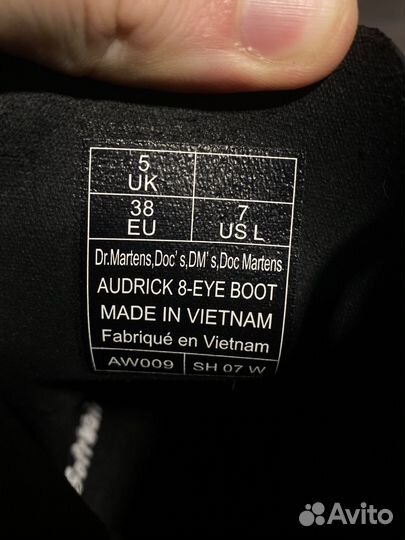 5
UK
38
EU
7
US L
Dr.Martens,Doc's,DM's,Doc Martens
AUDRICK 8-EYE BOOT
MADE IN VIETNAM
Fabriqué en Vietnam
AW009
SH 07 W
Avito